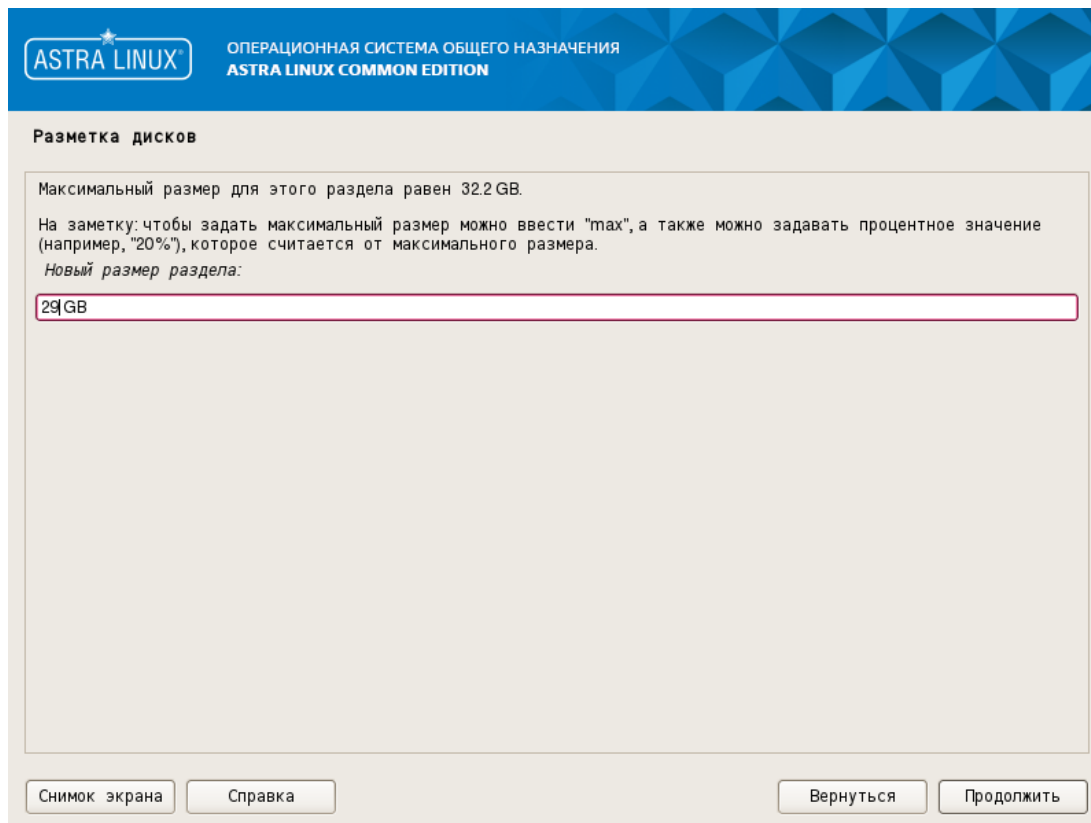 ASTRA LINUX®
ОПЕРАЦИОННАЯ СИСТЕМА ОБЩЕГО НАЗНАЧЕНИЯ
ASTRA LINUX COMMON EDITION
Разметка дисков
Максимальный размер для этого раздела равен 32.2 GB.
На заметку: чтобы задать максимальный размер можно ввести "max", а также можно задавать процентное значение
(например, "20%"), которое считается от максимального размера.
Новый размер раздела:
29 GB
Снимок экрана Справка Вернуться Продолжить